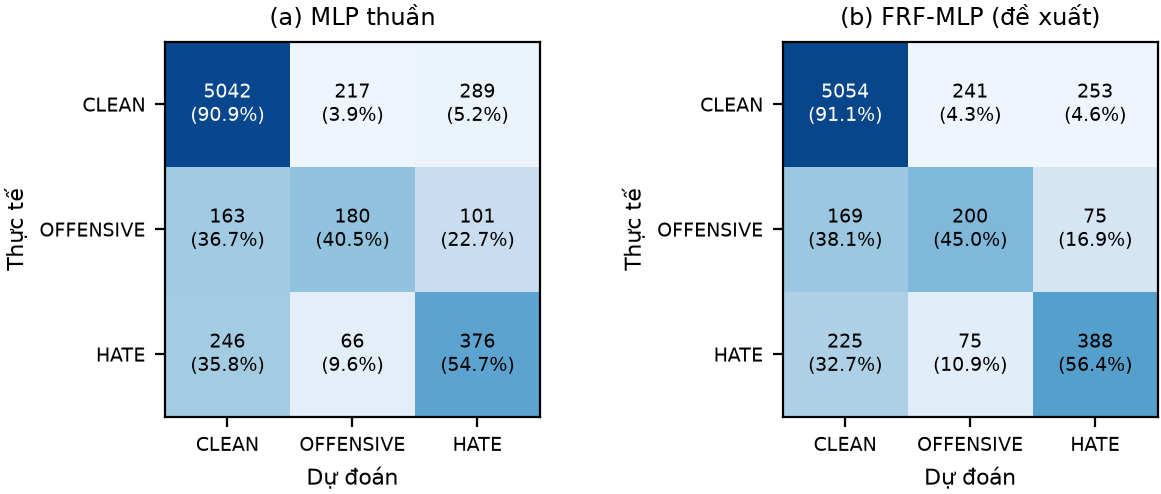 (a) MLP thuần
Thực tế
CLEAN
5042
(90.9%)
217
(3.9%)
289
(5.2%)
OFFENSIVE
163
(36.7%)
180
(40.5%)
101
(22.7%)
HATE
246
(35.8%)
66
(9.6%)
376
(54.7%)
CLEAN
OFFENSIVE
HATE
Dự đoán
(b) FRF-MLP (đề xuất)
Thực tế
CLEAN
5054
(91.1%)
241
(4.3%)
253
(4.6%)
OFFENSIVE
169
(38.1%)
200
(45.0%)
75
(16.9%)
HATE
225
(32.7%)
75
(10.9%)
388
(56.4%)
CLEAN
OFFENSIVE
HATE
Dự đoán